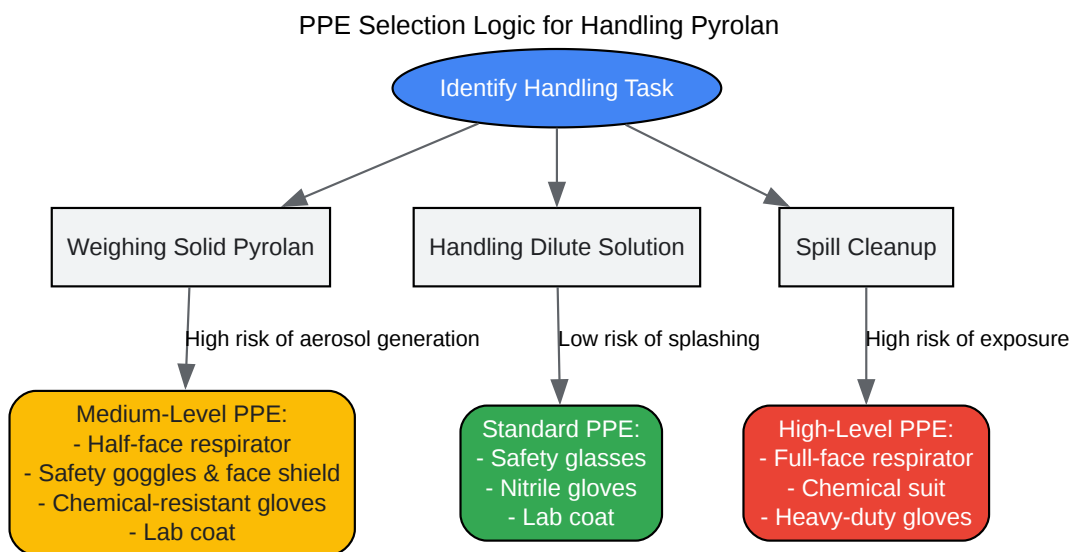 PPE Selection Logic for Handling Pyrolan
Identify Handling Task
Weighing Solid Pyrolan
Handling Dilute Solution
Spill Cleanup
High risk of aerosol generation
Low risk of splashing
High risk of exposure
Medium-Level PPE:
- Half-face respirator
- Safety goggles & face shield
- Chemical-resistant gloves
- Lab coat
Standard PPE:
- Safety glasses
- Nitrile gloves
- Lab coat
High-Level PPE:
- Full-face respirator
- Chemical suit
- Heavy-duty gloves